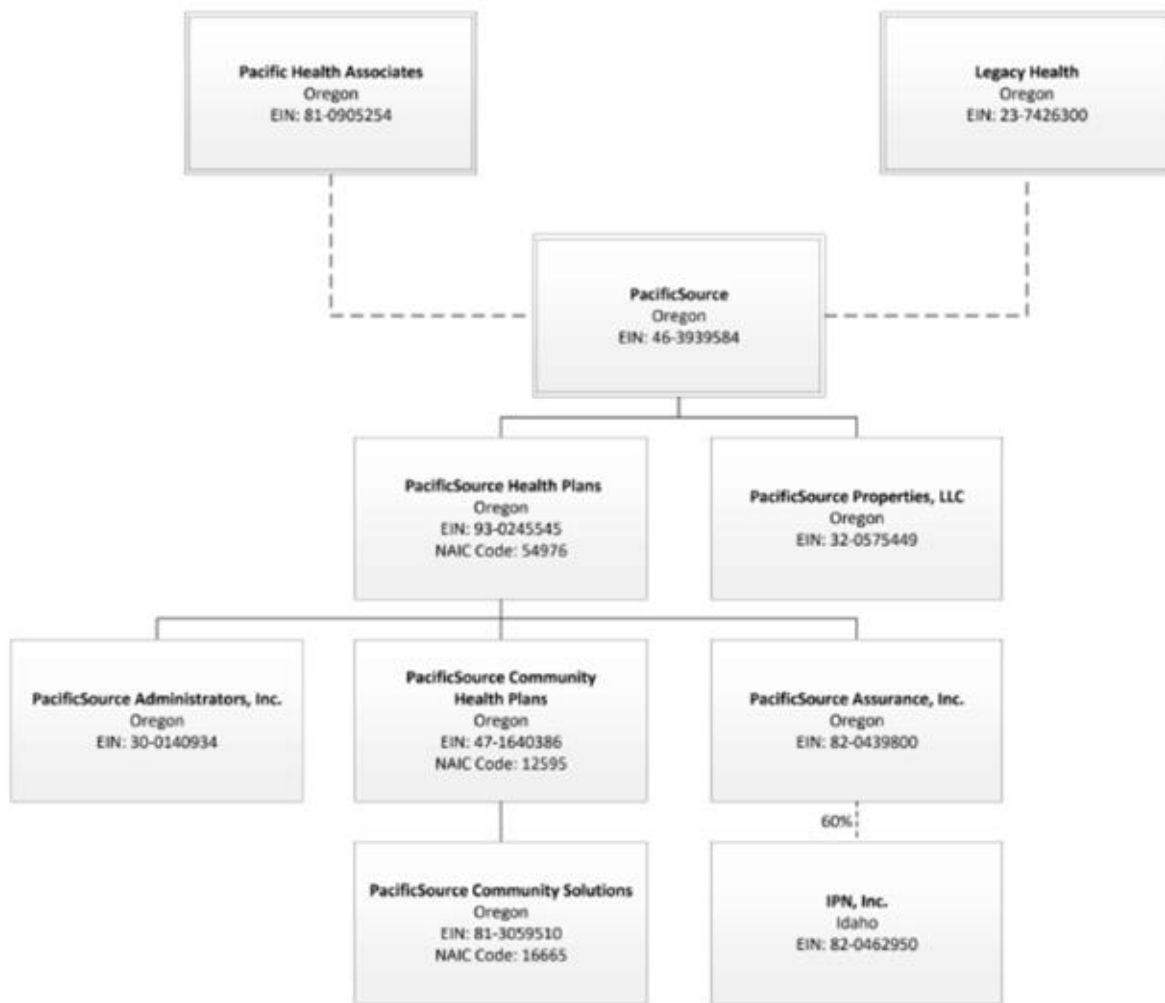 Pacific Health Associates
Oregon
EIN: 81-0905254
Legacy Health
Oregon
EIN: 23-7426300
PacificSource
Oregon
EIN: 46-3939584
PacificSource Health Plans
Oregon
EIN: 93-0245545
NAIC Code: 54976
PacificSource Properties, LLC
Oregon
EIN: 32-0575449
PacificSource Administrators, Inc.
Oregon
EIN: 30-0140934
PacificSource Community
Health Plans
Oregon
EIN: 47-1640386
NAIC Code: 12595
PacificSource Assurance, Inc.
Oregon
EIN: 82-0439800
60%
PacificSource Community Solutions
Oregon
EIN: 81-3059510
NAIC Code: 16665
IPN, Inc.
Idaho
EIN: 82-0462950